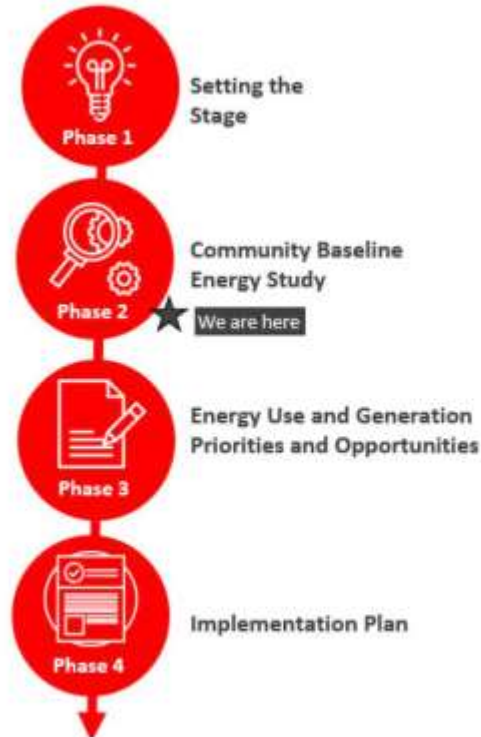 Phase 1
Setting the
Stage
Phase 2
Community Baseline
Energy Study
We are here
Phase 3
Energy Use and Generation
Priorities and Opportunities
Phase 4
Implementation Plan